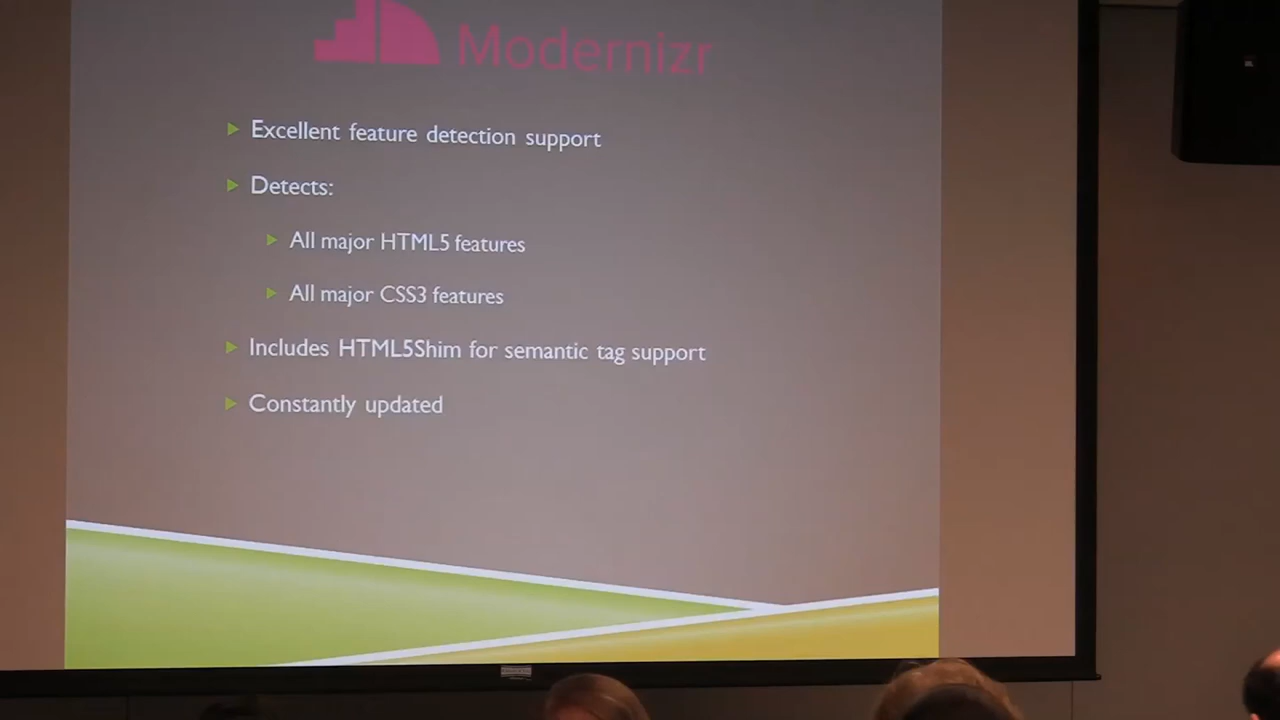 Modernizr
Excellent feature detection support
Detects:
All major HTML5 features
All major CSS3 features
Includes HTML5Shim for semantic tag support
Constantly updated